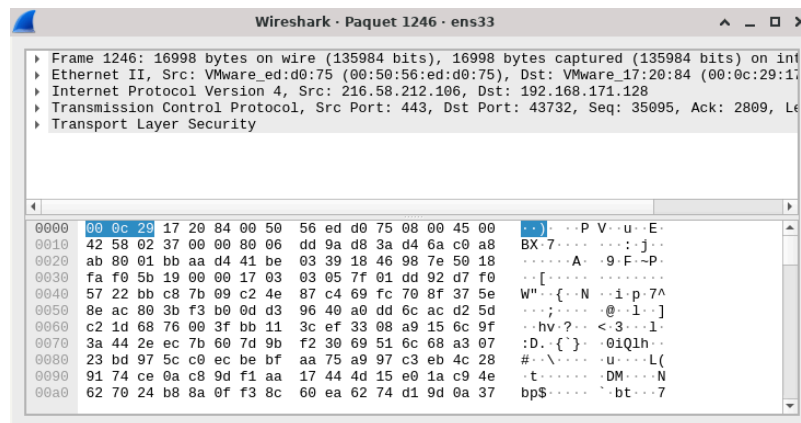 Wireshark · Paquet 1246 · ens33
Frame 1246: 16998 bytes on wire (135984 bits), 16998 bytes captured (135984 bits) on int
Ethernet II, Src: VMware_ed:d0:75 (00:50:56:ed:d0:75), Dst: VMware_17:20:84 (00:0c:29:17
Internet Protocol Version 4, Src: 216.58.212.106, Dst: 192.168.171.128
Transmission Control Protocol, Src Port: 443, Dst Port: 43732, Seq: 35095, Ack: 2809, Le
Transport Layer Security
0000 00 0c 29 17 20 84 00 50 56 ed d0 75 08 00 45 00 ··)· ··P V··u··E·
0010 42 58 02 37 00 00 80 06 dd 9a d8 3a d4 6a c0 a8 BX·7···· ···:·j··
0020 ab 80 01 bb aa d4 41 be 03 39 18 46 98 7e 50 18 ······A· ·9·F·~P·
0030 fa f0 5b 19 00 00 17 03 03 05 7f 01 dd 92 d7 f0 ··[····· ········
0040 57 22 bb c8 7b 09 c2 4e 87 c4 69 fc 70 8f 37 5e W"··{··N ··i·p·7^
0050 8e ac 80 3b f3 b0 0d d3 96 40 a0 dd 6c ac d2 5d ···;···· ·@··l··]
0060 c2 1d 68 76 00 3f bb 11 3c ef 33 08 a9 15 6c 9f ··hv·?·· <·3···l·
0070 3a 44 2e ec 7b 60 7d 9b f2 30 69 51 6c 68 a3 07 :D.·{`}· ·0iQlh··
0080 23 bd 97 5c c0 ec be bf aa 75 a9 97 c3 eb 4c 28 #··\···· ·u····L(
0090 91 74 ce 0a c8 9d f1 aa 17 44 4d 15 e0 1a c9 4e ·t······ ·DM····N
00a0 62 70 24 b8 8a 0f f3 8c 60 ea 62 74 d1 9d 0a 37 bp$····· `·bt···7